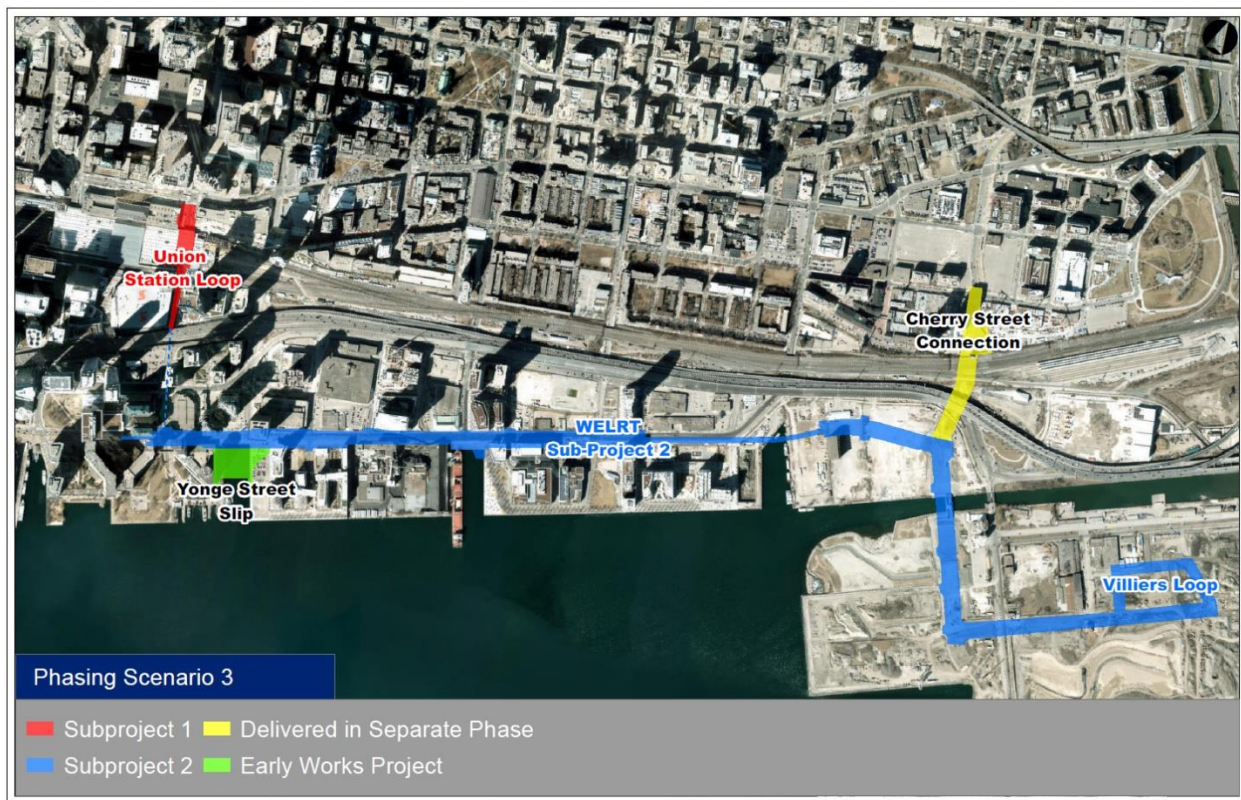 Union
Station Loop
Cherry Street
Connection
WELRT
Sub-Project 2
Yonge Street
Slip
Villiers Loop
Phasing Scenario 3
Subproject 1
Delivered in Separate Phase
Subproject 2
Early Works Project